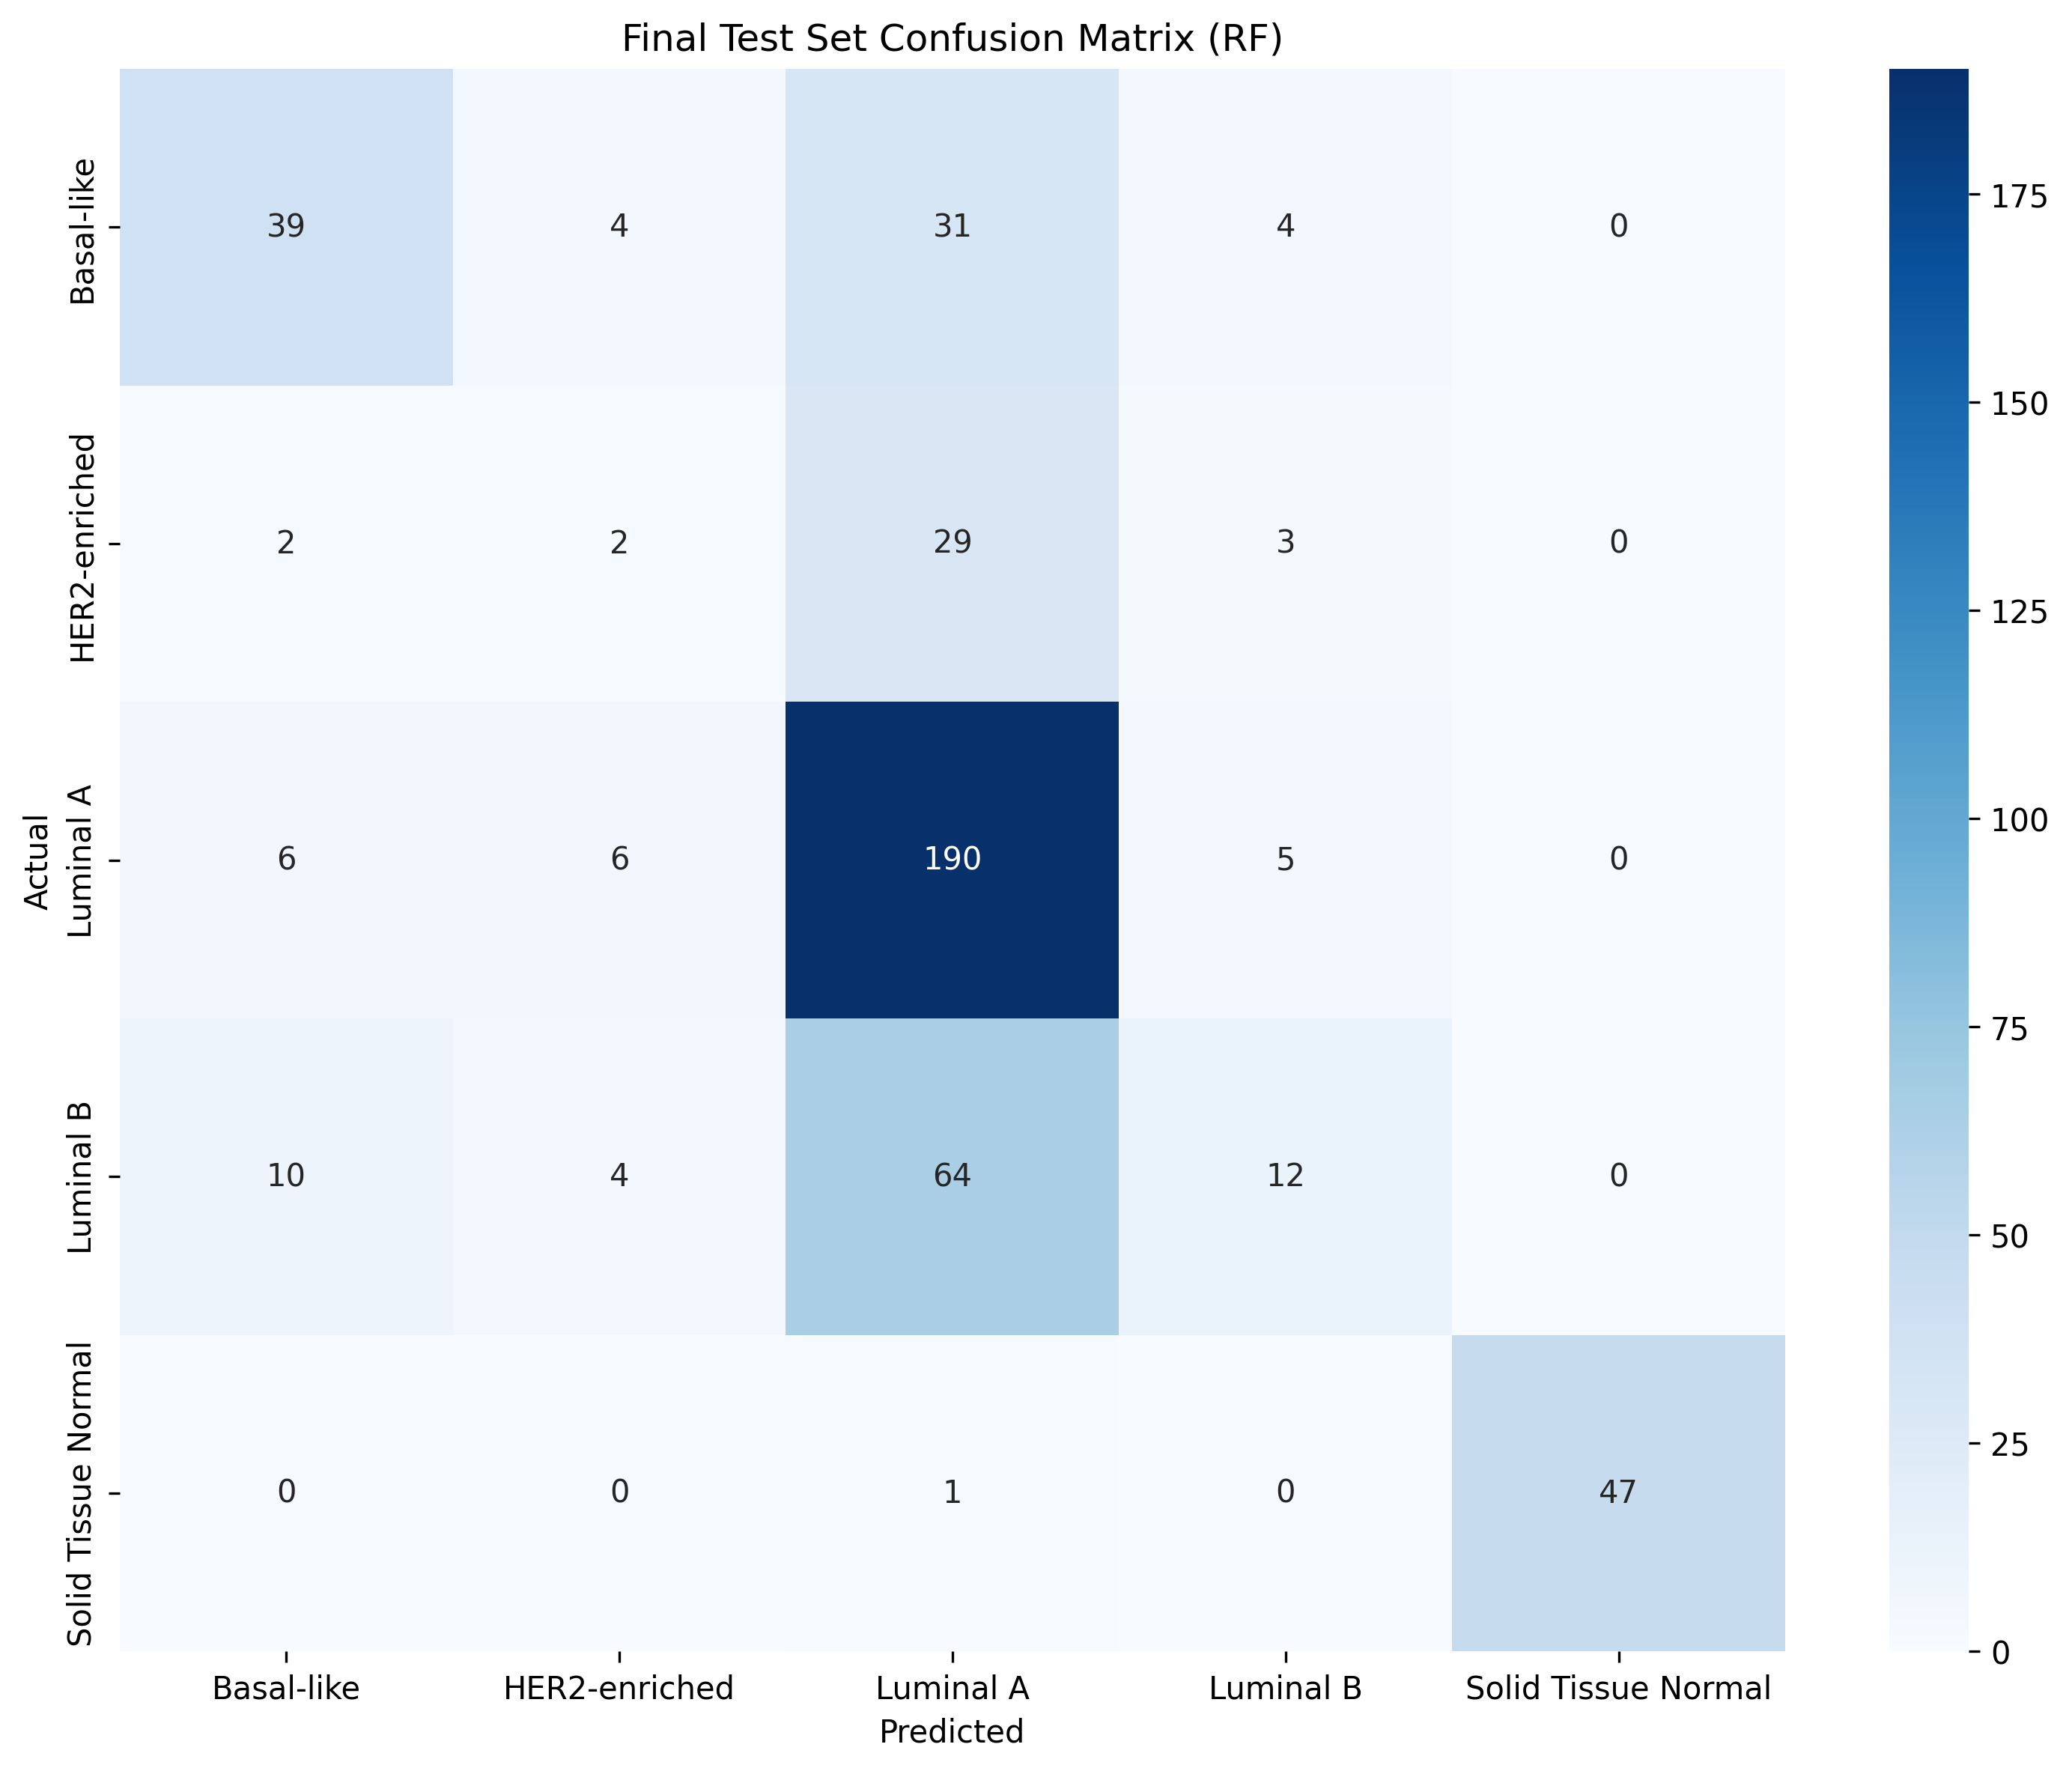 Final Test Set Confusion Matrix (RF)
Actual
Basal-like
39 4 31 4 0
HER2-enriched
2 2 29 3 0
Luminal A
6 6 190 5 0
Luminal B
10 4 64 12 0
Solid Tissue Normal
0 0 1 0 47
Basal-like HER2-enriched Luminal A Luminal B Solid Tissue Normal
Predicted
175
150
125
100
75
50
25
0